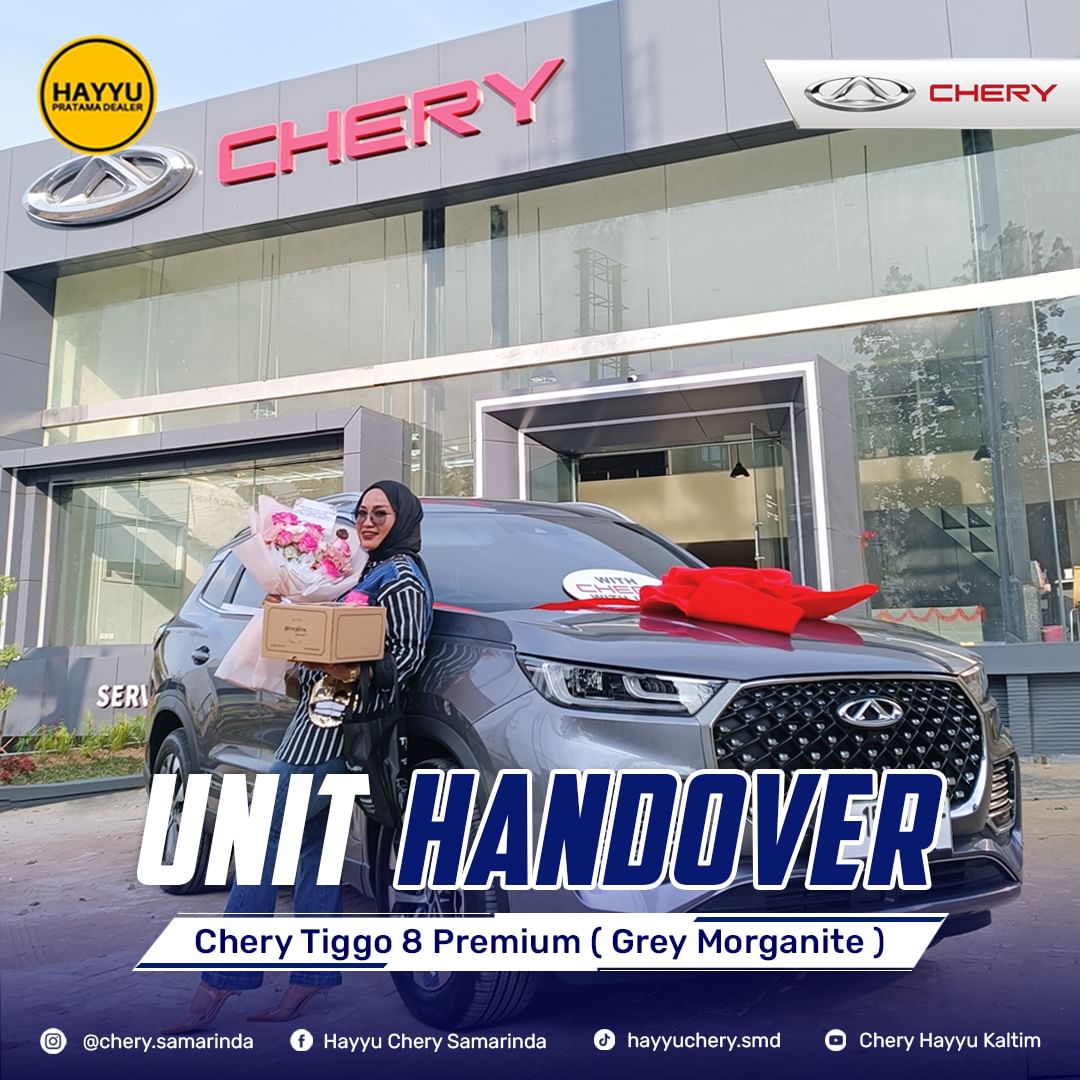 HAYYU
PRATAMA DEALER
CHERY
CHERY
WITH
CHERY
SERV
UNIT HANDOVER
Chery Tiggo 8 Premium ( Grey Morganite )
@chery.samarinda
Hayyu Chery Samarinda
hayyuchery.smd
Chery Hayyu Kaltim